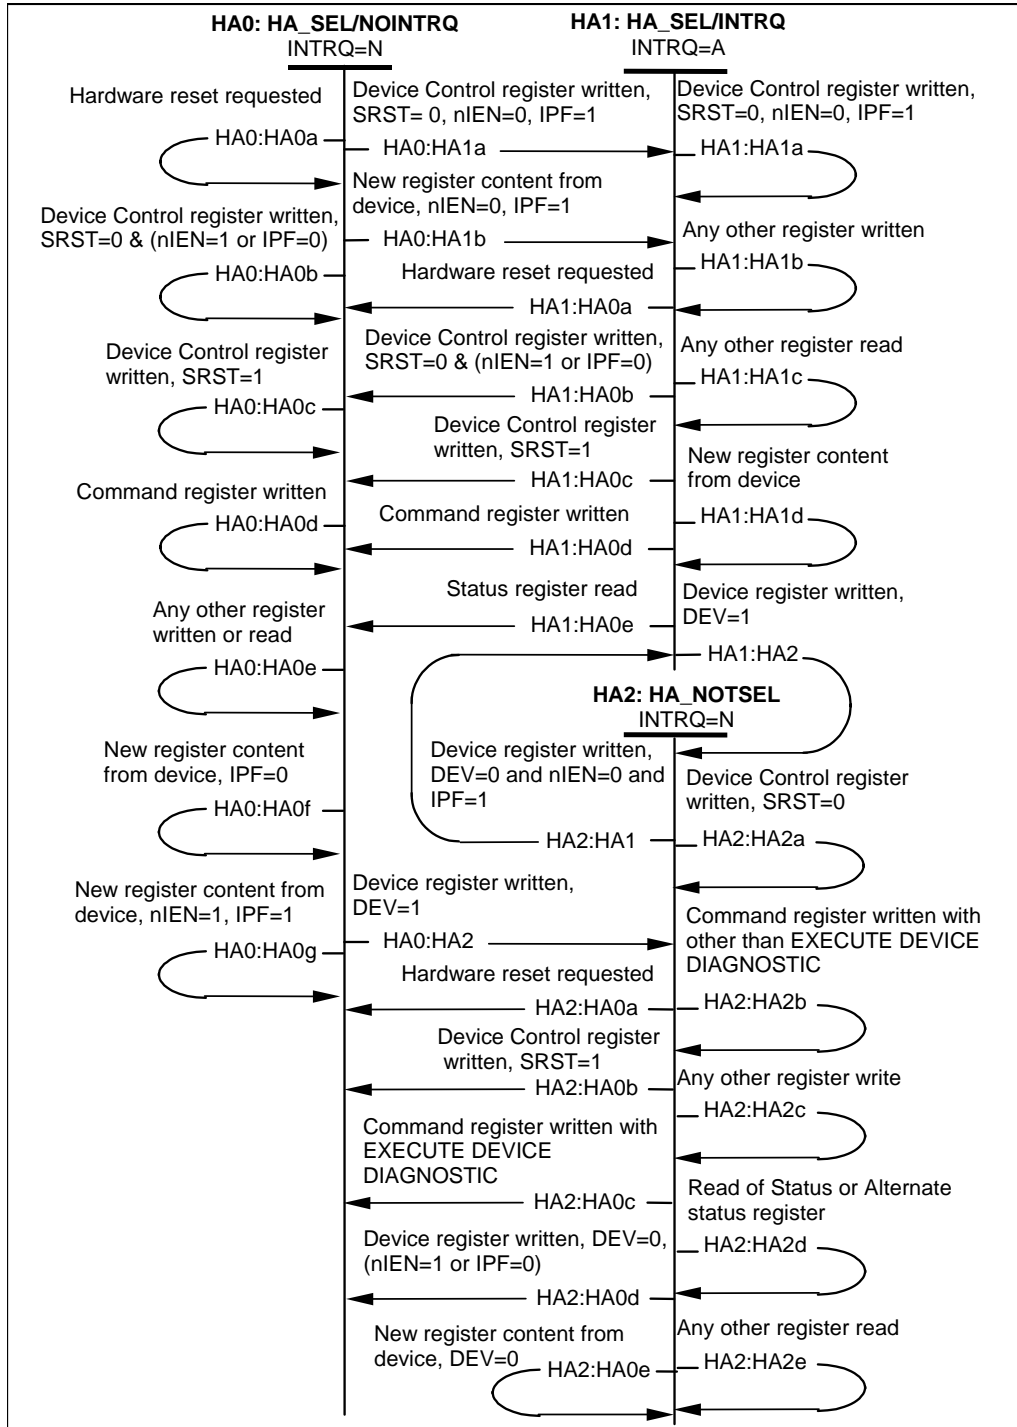 HA0: HA_SEL/NOINTRQ
INTRQ=N
HA1: HA_SEL/INTRQ
INTRQ=A
Hardware reset requested
HA0:HA0a
Device Control register written,
SRST= 0, nIEN=0, IPF=1
HA0:HA1a
Device Control register written,
SRST=0, nIEN=0, IPF=1
HA1:HA1a
New register content from
device, nIEN=0, IPF=1
HA0:HA1b
Device Control register written,
SRST=0 & (nIEN=1 or IPF=0)
HA0:HA0b
Any other register written
HA1:HA1b
Hardware reset requested
HA1:HA0a
Device Control register written,
SRST=0 & (nIEN=1 or IPF=0)
HA1:HA0b
Device Control register
written, SRST=1
HA0:HA0c
Any other register read
HA1:HA1c
Device Control register
written, SRST=1
HA1:HA0c
New register content
from device
HA1:HA1d
Command register written
HA0:HA0d
Command register written
HA1:HA0d
Status register read
HA1:HA0e
Device register written,
DEV=1
HA1:HA2
Any other register
written or read
HA0:HA0e
HA2: HA_NOTSEL
INTRQ=N
New register content
from device, IPF=0
HA0:HA0f
Device register written,
DEV=0 and nIEN=0 and
IPF=1
HA2:HA1
Device Control register
written, SRST=0
HA2:HA2a
New register content from
device, nIEN=1, IPF=1
HA0:HA0g
Device register written,
DEV=1
HA0:HA2
Command register written with
other than EXECUTE DEVICE
DIAGNOSTIC
HA2:HA2b
Hardware reset requested
HA2:HA0a
Device Control register
written, SRST=1
HA2:HA0b
Any other register write
HA2:HA2c
Command register written with
EXECUTE DEVICE
DIAGNOSTIC
HA2:HA0c
Read of Status or Alternate
status register
HA2:HA2d
Device register written, DEV=0,
(nIEN=1 or IPF=0)
HA2:HA0d
New register content from
device, DEV=0
HA2:HA0e
Any other register read
HA2:HA2e